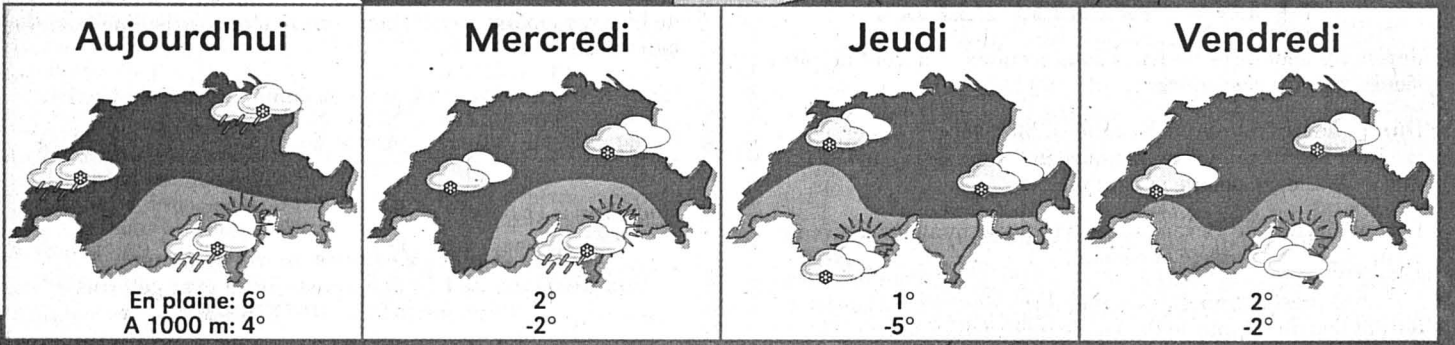 Aujourd'hui
En plaine: 6°
A 1000 m: 4°
Mercredi
2°
-2°
Jeudi
1°
-5°
Vendredi
2°
-2°